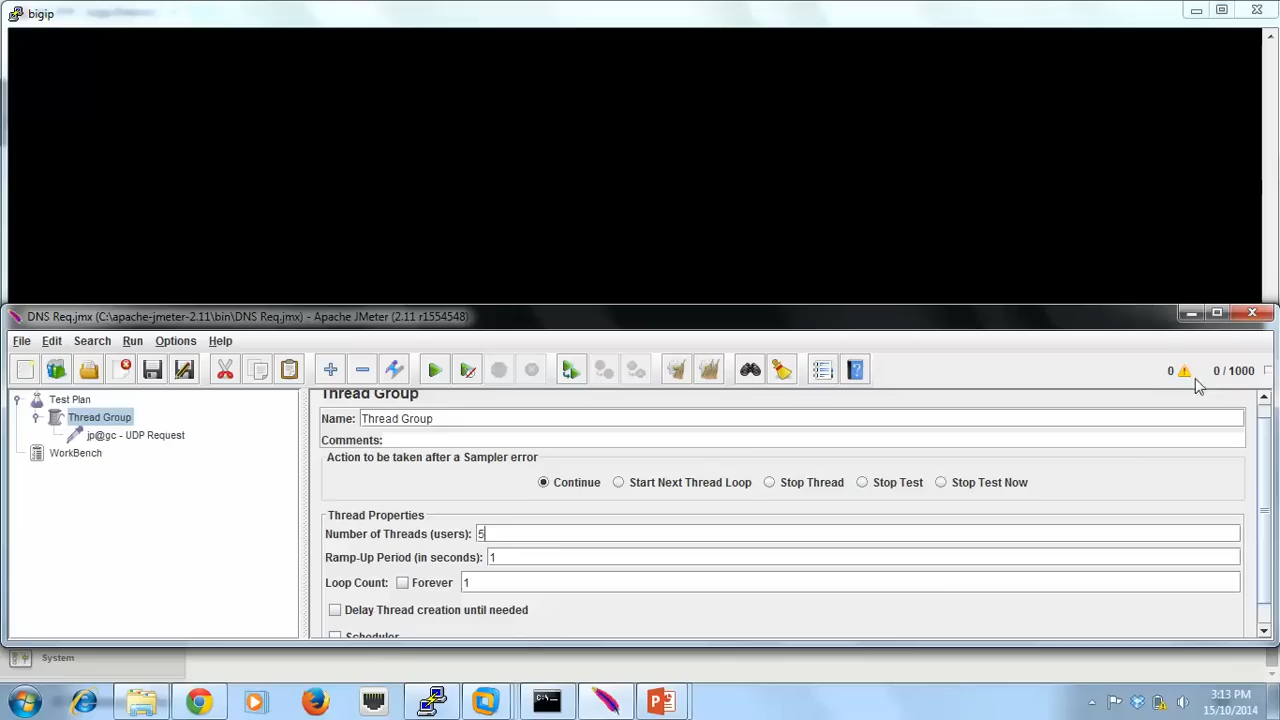 bigip
DNS Req.jmx (C:\apache-jmeter-2.11\bin\DNS Req.jmx) - Apache JMeter (2.11 r1554548)
File Edit Search Run Options Help
0 0 / 1000
Test Plan
Thread Group
jp@gc - UDP Request
WorkBench
Thread Group
Name: Thread Group
Comments:
Action to be taken after a Sampler error
Continue Start Next Thread Loop Stop Thread Stop Test Stop Test Now
Thread Properties
Number of Threads (users): 5
Ramp-Up Period (in seconds): 1
Loop Count: Forever 1
Delay Thread creation until needed
Scheduler
System
3:13 PM
15/10/2014